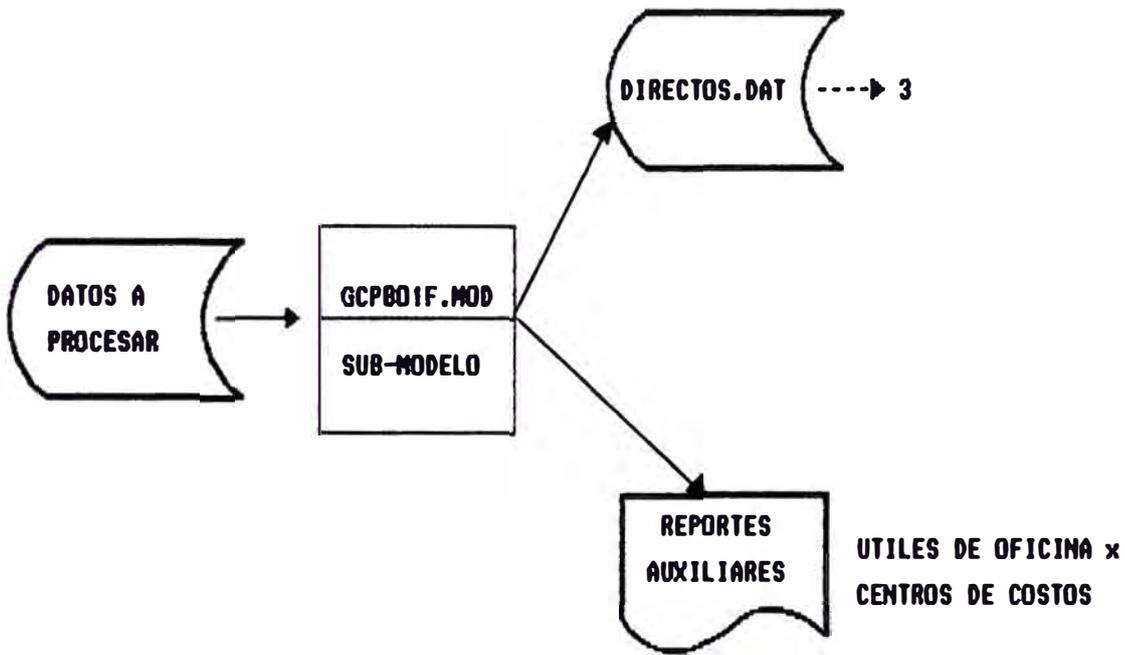 DIRECTOS.DAT
3
DATOS A
PROCESAR
GCPB01F.MOD
SUB-MODELO
REPORTES
AUXILIARES
UTILES DE OFICINA x
CENTROS DE COSTOS